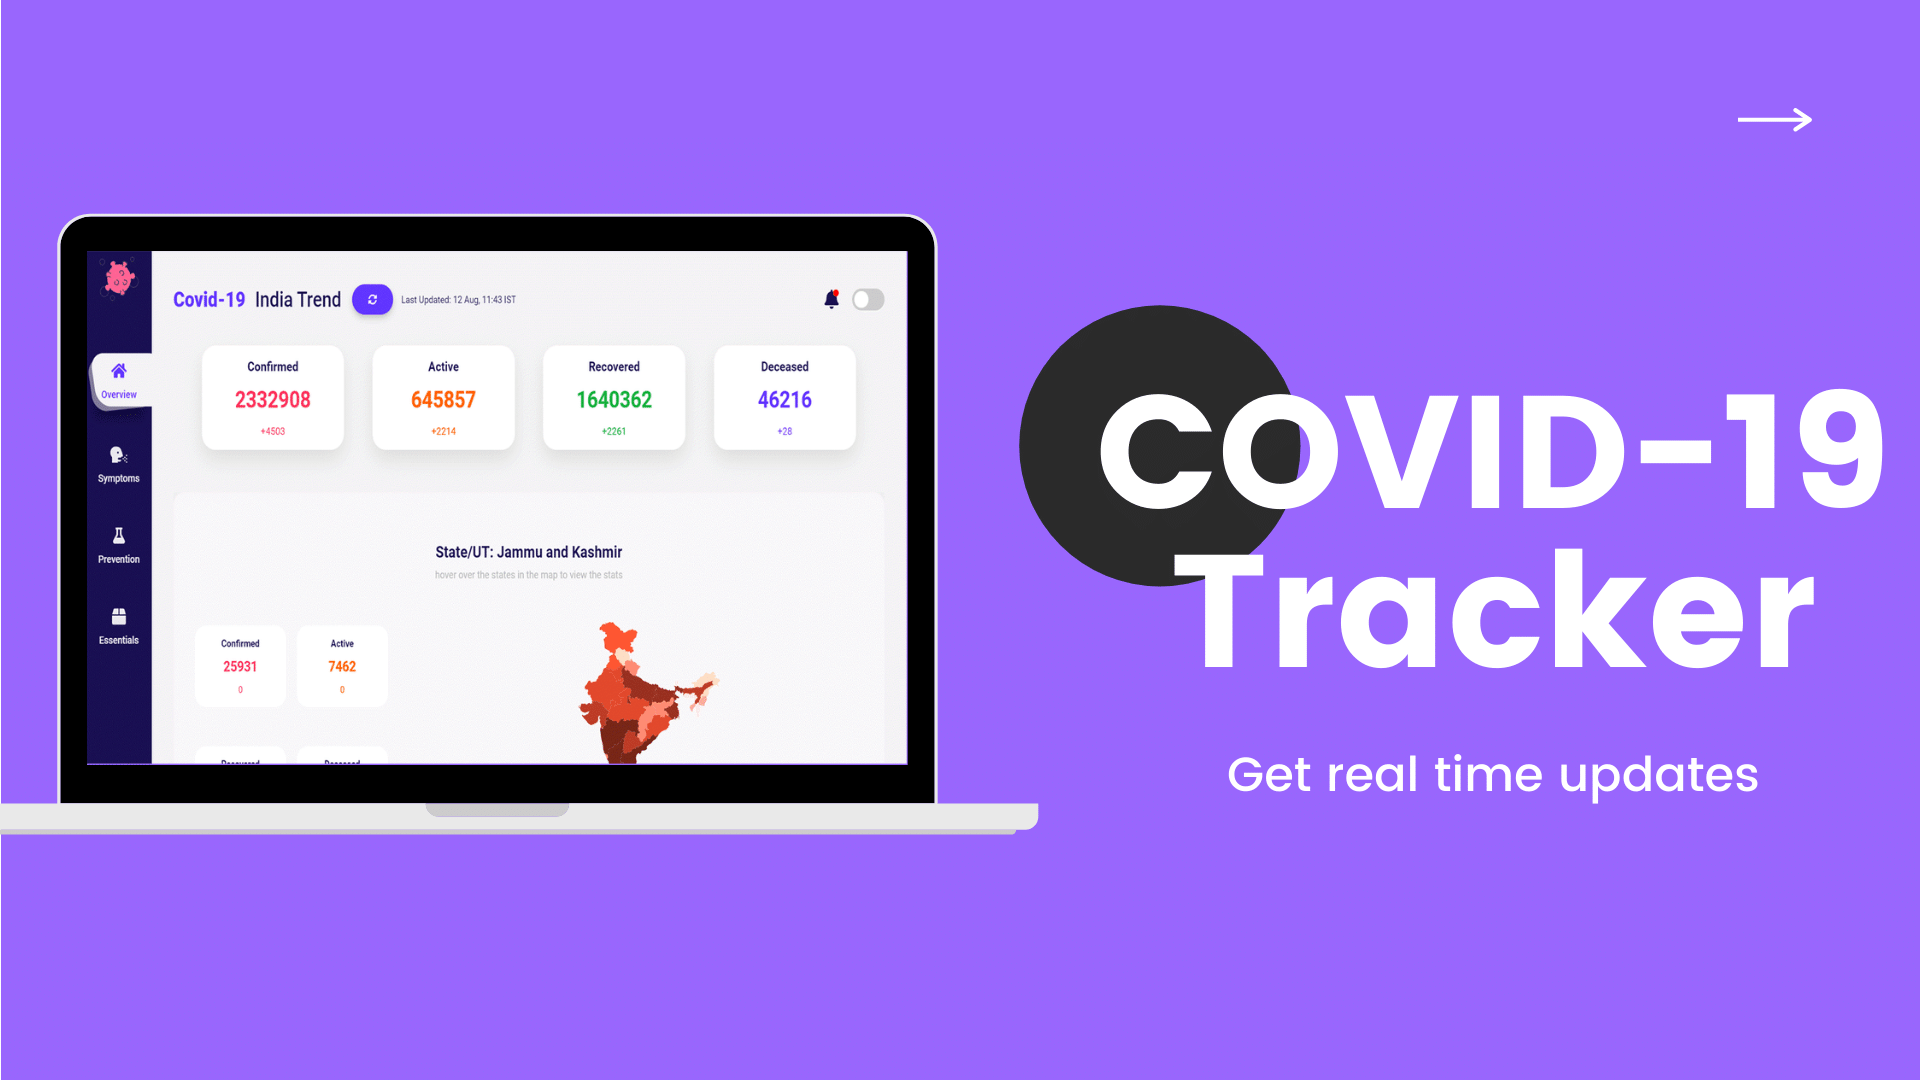 Covid-19 India Trend
Last Updated: 12 Aug, 11:43 IST
Overview
Symptoms
Prevention
Essentials
Confirmed
2332908
+4503
Active
645857
+2214
Recovered
1640362
+2261
Deceased
46216
+28
State/UT: Jammu and Kashmir
hover over the states in the map to view the stats
Confirmed
25931
0
Active
7462
0
Recovered
Deceased
COVID-19
Tracker
Get real time updates